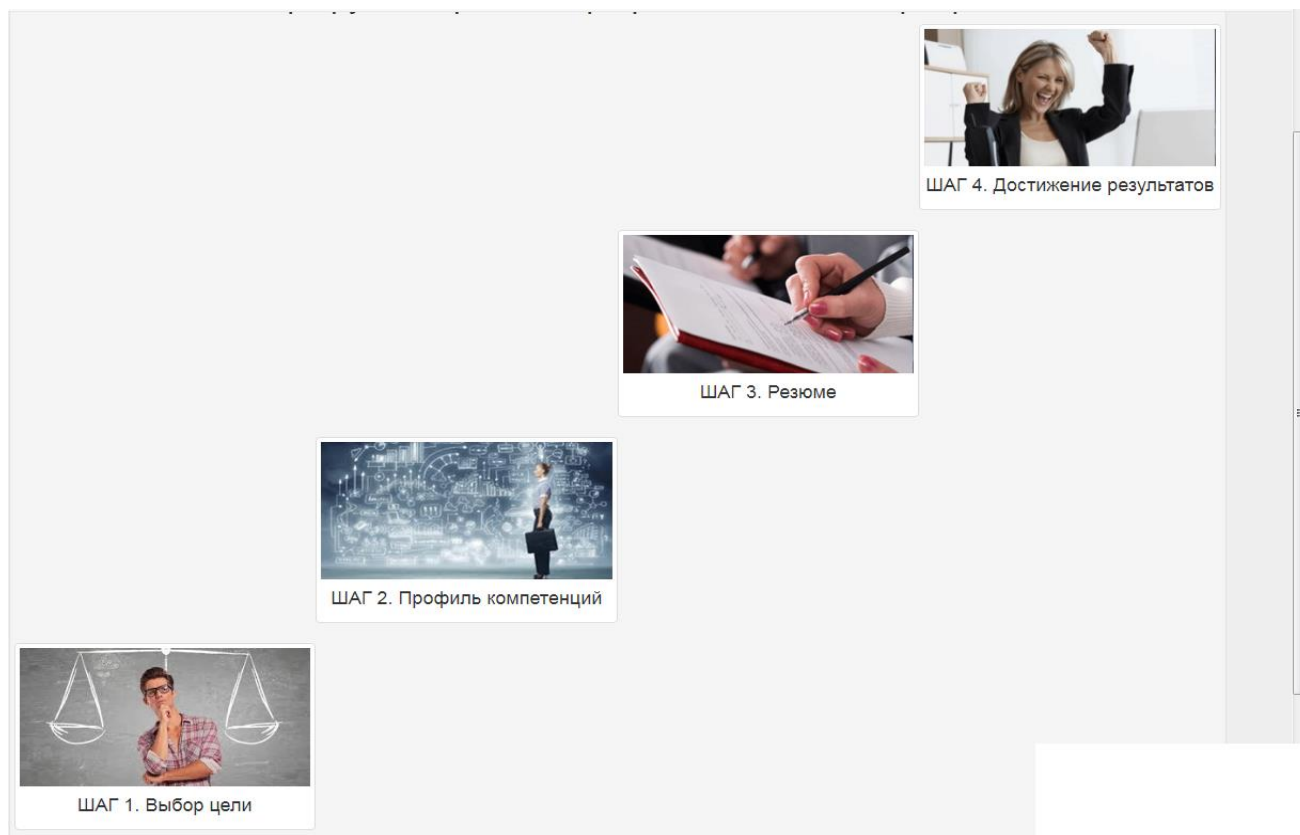 ШАГ 4. Достижение результатов
ШАГ 3. Резюме
ШАГ 2. Профиль компетенций
ШАГ 1. Выбор цели